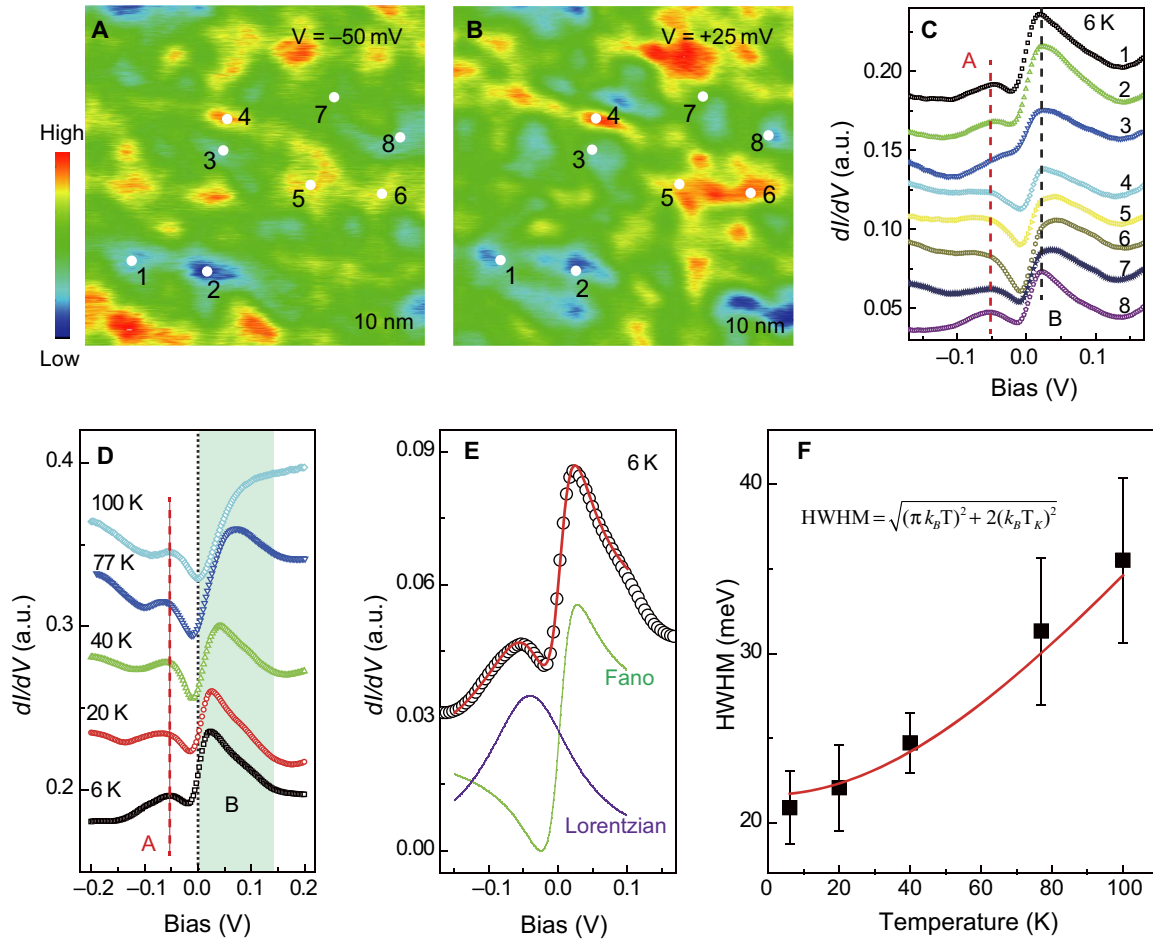 A
V = –50 mV
High
Low
1
2
3
4
5
6
7
8
10 nm
B
V = +25 mV
1
2
3
4
5
6
7
8
10 nm
C
6 K
A
B
1
2
3
4
5
6
7
8
0.20
0.15
0.10
0.05
dI/dV (a.u.)
–0.1
0.0
0.1
Bias (V)
D
100 K
77 K
40 K
20 K
6 K
A
B
0.4
0.3
0.2
dI/dV (a.u.)
–0.2
–0.1
0.0
0.1
0.2
Bias (V)
E
6 K
Fano
Lorentzian
0.09
0.06
0.03
0.00
dI/dV (a.u.)
–0.1
0.0
0.1
Bias (V)
F
HWHM = √(πk_BT)² + 2(k_BT_K)²
40
30
20
HWHM (meV)
0
20
40
60
80
100
Temperature (K)